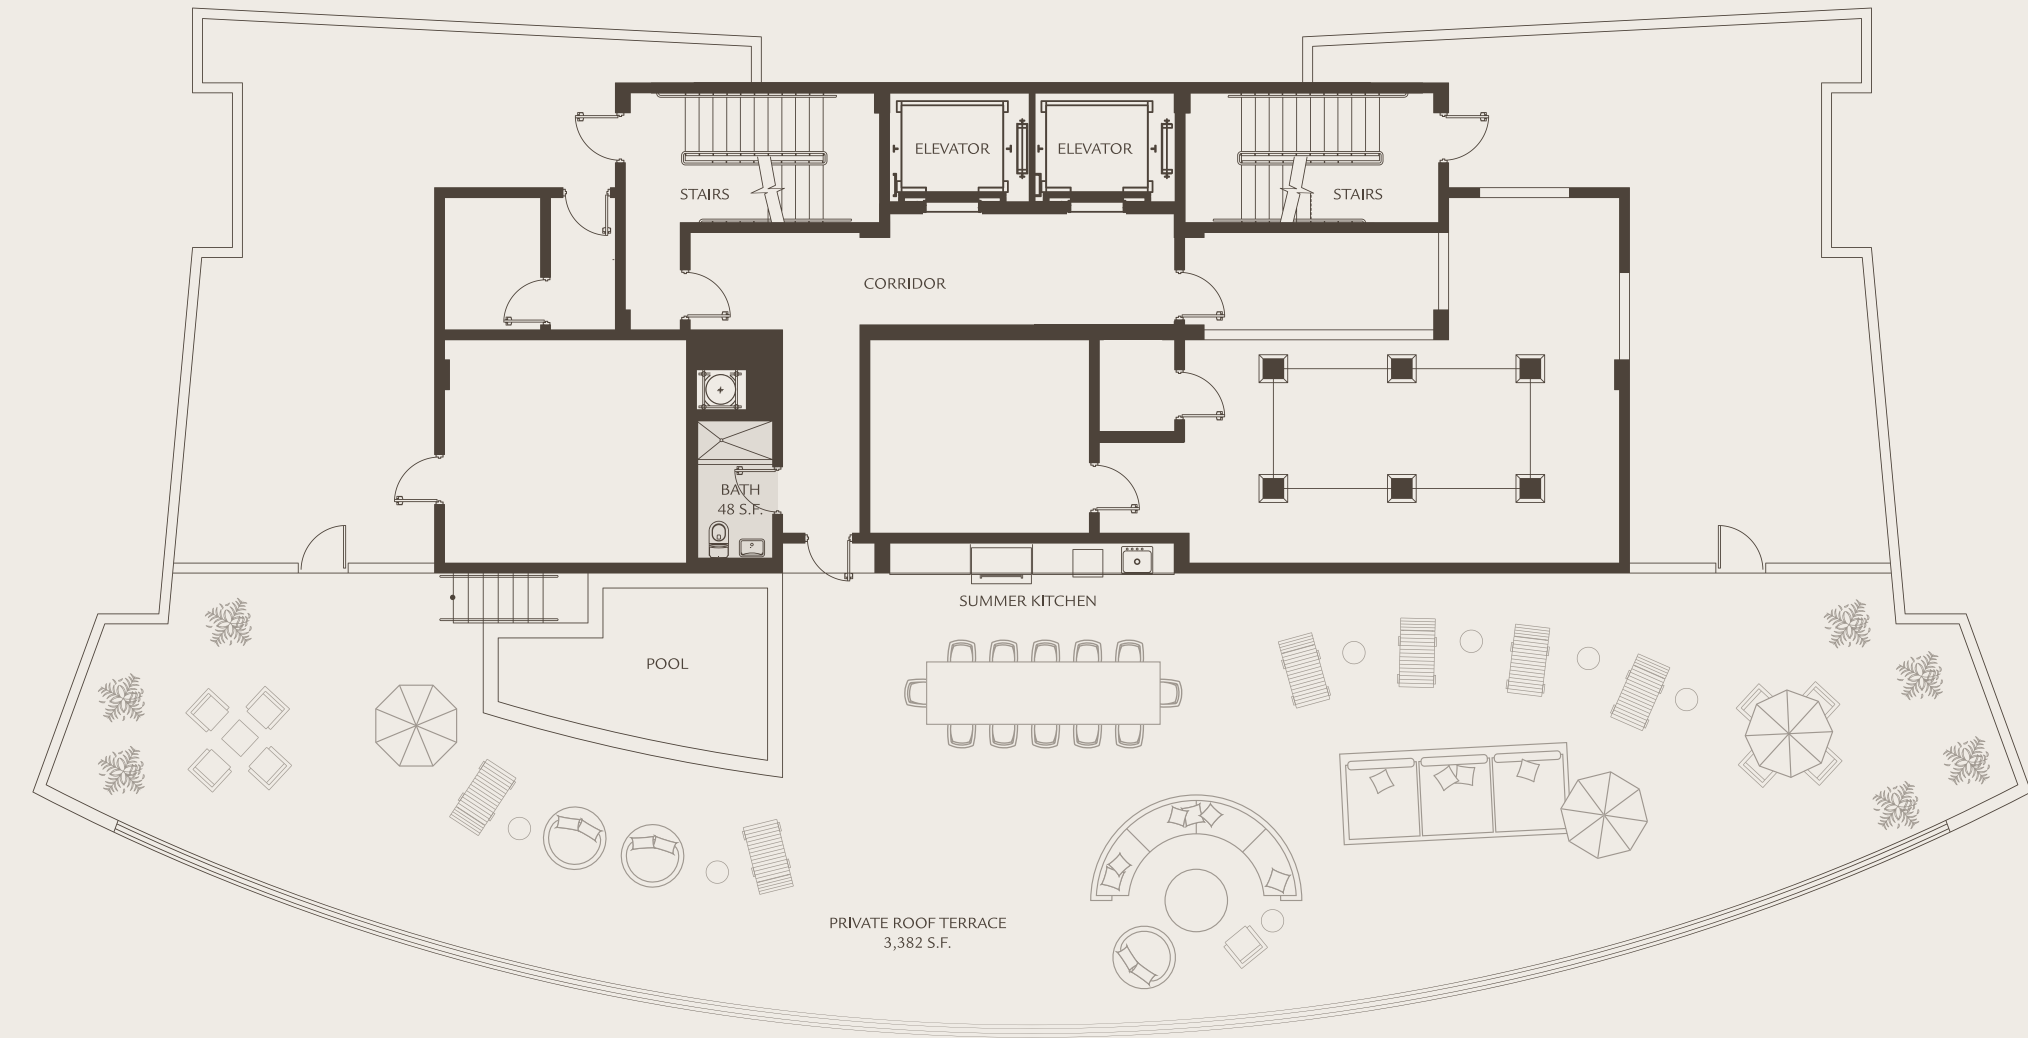 ELEVATOR
ELEVATOR
STAIRS
STAIRS
CORRIDOR
BATH
48 S.F.
SUMMER KITCHEN
POOL
PRIVATE ROOF TERRACE
3,382 S.F.